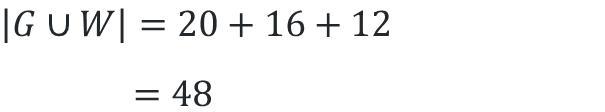 |G ∪ W| = 20 + 16 + 12
= 48